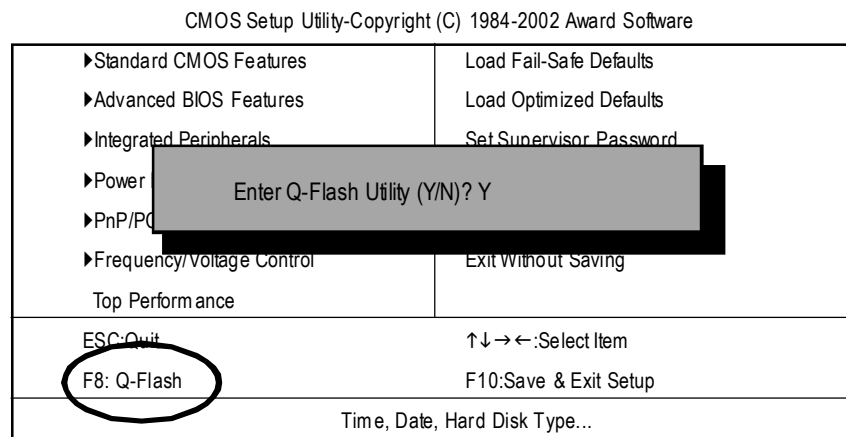 CMOS Setup Utility-Copyright (C) 1984-2002 Award Software
▶Standard CMOS Features
▶Advanced BIOS Features
▶Integrated Peripherals
▶Power
▶PnP/PC
▶Frequency/Voltage Control
Top Performance
Load Fail-Safe Defaults
Load Optimized Defaults
Set Supervisor Password
Exit Without Saving
Enter Q-Flash Utility (Y/N)? Y
ESC:Quit
↑↓→←:Select Item
F8: Q-Flash
F10:Save & Exit Setup
Time, Date, Hard Disk Type...